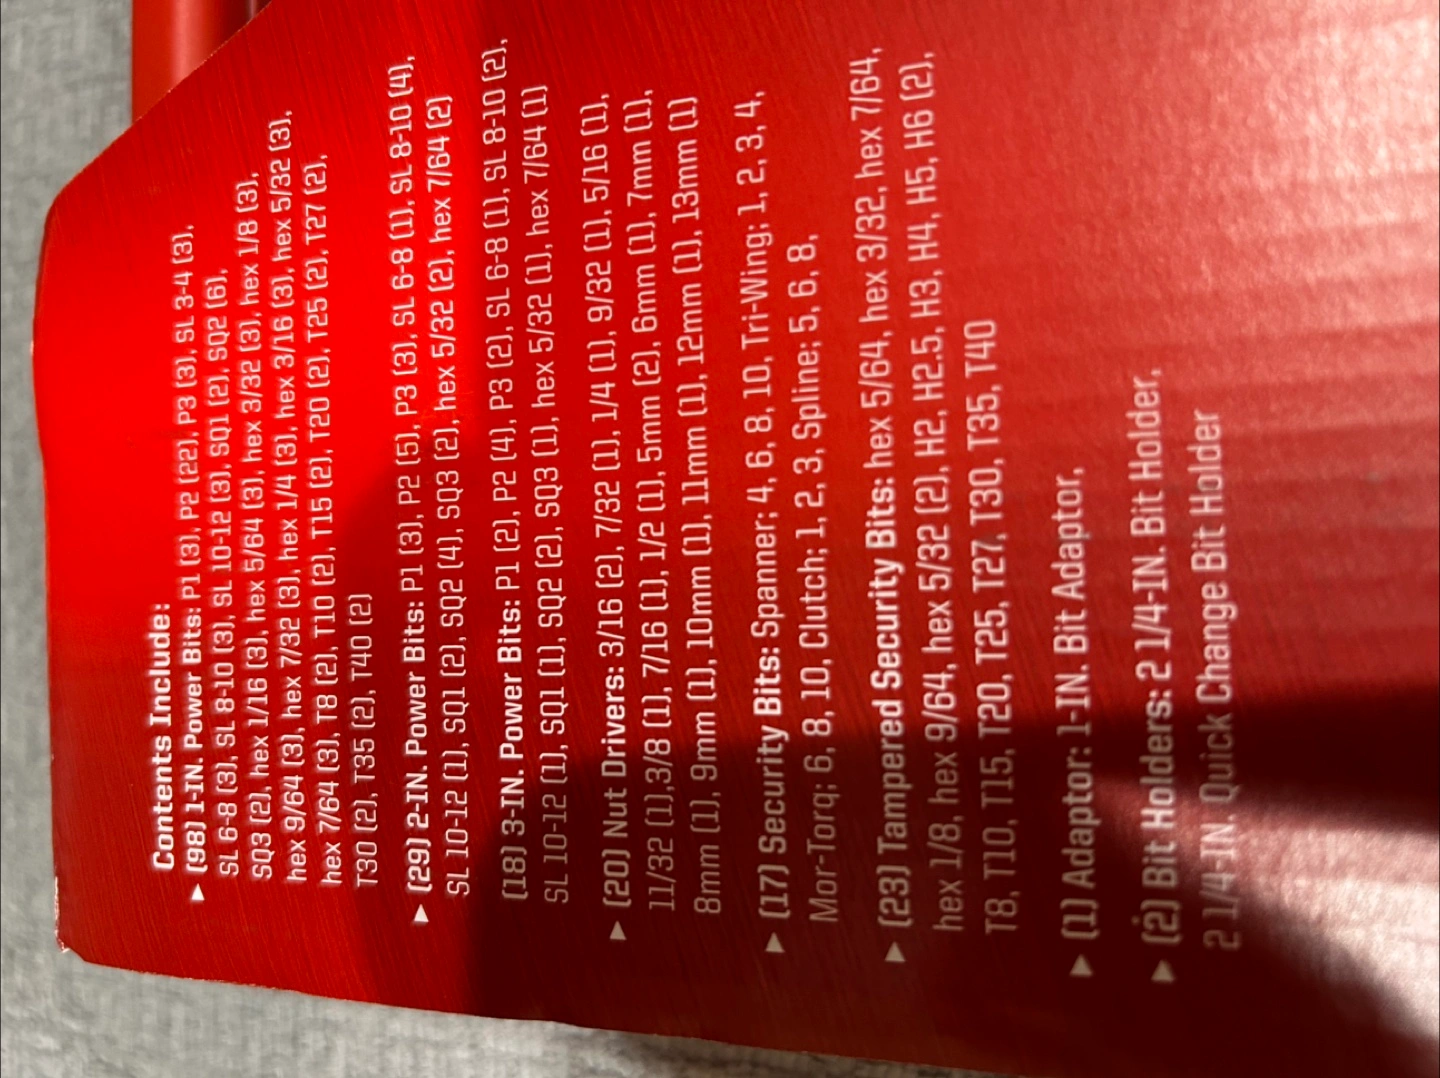 Contents Include:
▶ (98) 1-IN. Power Bits: P1 (3), P2 (22), P3 (3), SL 3-4 (3),
SL 6-8 (3), SL 8-10 (3), SL 10-12 (3), SQ1 (2), SQ2 (6),
SQ3 (2), hex 1/16 (3), hex 5/64 (3), hex 3/32 (3), hex 1/8 (3),
hex 9/64 (3), hex 7/32 (3), hex 1/4 (3), hex 3/16 (3), hex 5/32 (3),
hex 7/64 (3), T8 (2), T10 (2), T15 (2), T20 (2), T25 (2), T27 (2),
T30 (2), T35 (2), T40 (2)
▶ (29) 2-IN. Power Bits: P1 (3), P2 (5), P3 (3), SL 6-8 (1), SL 8-10 (4),
SL 10-12 (1), SQ1 (2), SQ2 (4), SQ3 (2), hex 5/32 (2), hex 7/64 (2)
(18) 3-IN. Power Bits: P1 (2), P2 (4), P3 (2), SL 6-8 (1), SL 8-10 (2),
SL 10-12 (1), SQ1 (1), SQ2 (2), SQ3 (1), hex 5/32 (1), hex 7/64 (1)
▶ (20) Nut Drivers: 3/16 (2), 7/32 (1), 1/4 (1), 9/32 (1), 5/16 (1),
11/32 (1),3/8 (1), 7/16 (1), 1/2 (1), 5mm (2), 6mm (1), 7mm (1),
8mm (1), 9mm (1), 10mm (1), 11mm (1), 12mm (1), 13mm (1)
▶ (17) Security Bits: Spanner; 4, 6, 8, 10, Tri-Wing; 1, 2, 3, 4,
Mor-Torq; 6, 8, 10, Clutch; 1, 2, 3, Spline; 5, 6, 8,
▶ (23) Tampered Security Bits: hex 5/64, hex 3/32, hex 7/64,
hex 1/8, hex 9/64, hex 5/32 (2), H2, H2.5, H3, H4, H5, H6 (2),
T8, T10, T15, T20, T25, T27, T30, T35, T40
▶ (1) Adaptor: 1-IN. Bit Adaptor,
▶ (2) Bit Holders: 2 1/4-IN. Bit Holder,
2 1/4-IN. Quick Change Bit Holder